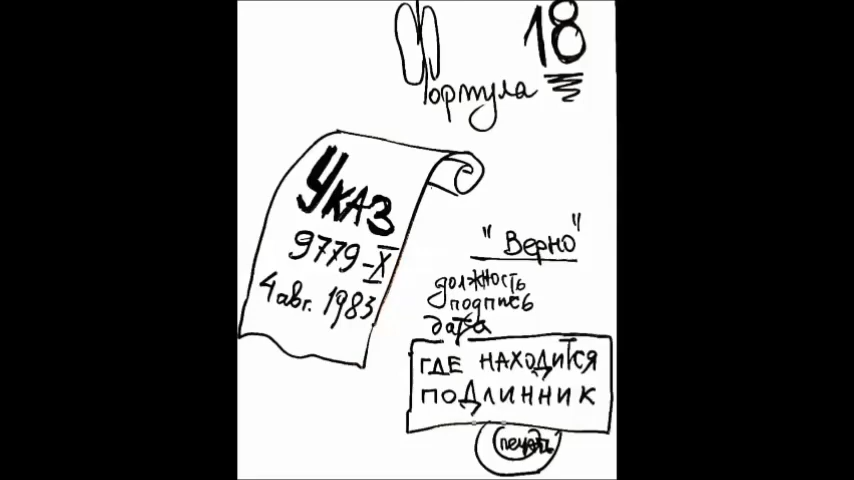 Формула 18
Указ
9779-X
4 авг. 1983
"Верно"
должность
подпись
дата
ГДЕ НАХОДИТСЯ
ПОДЛИННИК
печать